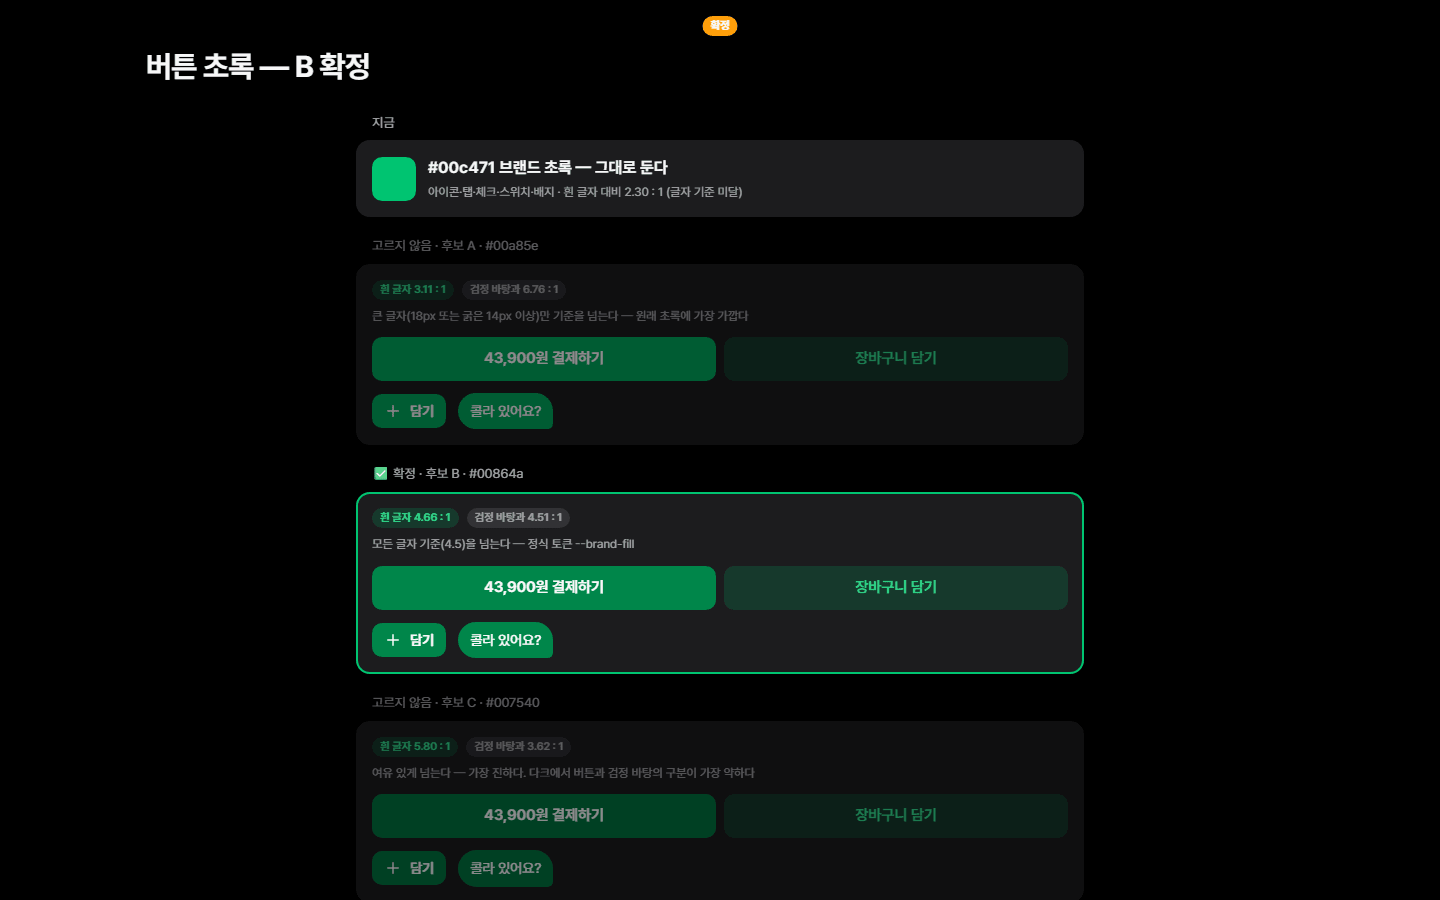 확정
버튼 초록 — B 확정
지금
#00c471 브랜드 초록 — 그대로 둔다
아이콘·탭·체크·스위치·배지 · 흰 글자 대비 2.30 : 1 (글자 기준 미달)
고르지 않음 · 후보 A · #00a85e
흰 글자 3.11 : 1 검정 바탕과 6.76 : 1
큰 글자(18px 또는 굵은 14px 이상)만 기준을 넘는다 — 원래 초록에 가장 가깝다
43,900원 결제하기 장바구니 담기
+ 담기 콜라 있어요?
✅ 확정 · 후보 B · #00864a
흰 글자 4.66 : 1 검정 바탕과 4.51 : 1
모든 글자 기준(4.5)을 넘는다 — 정식 토큰 --brand-fill
43,900원 결제하기 장바구니 담기
+ 담기 콜라 있어요?
고르지 않음 · 후보 C · #007540
흰 글자 5.80 : 1 검정 바탕과 3.62 : 1
여유 있게 넘는다 — 가장 진하다. 다크에서 버튼과 검정 바탕의 구분이 가장 약하다
43,900원 결제하기 장바구니 담기
+ 담기 콜라 있어요?